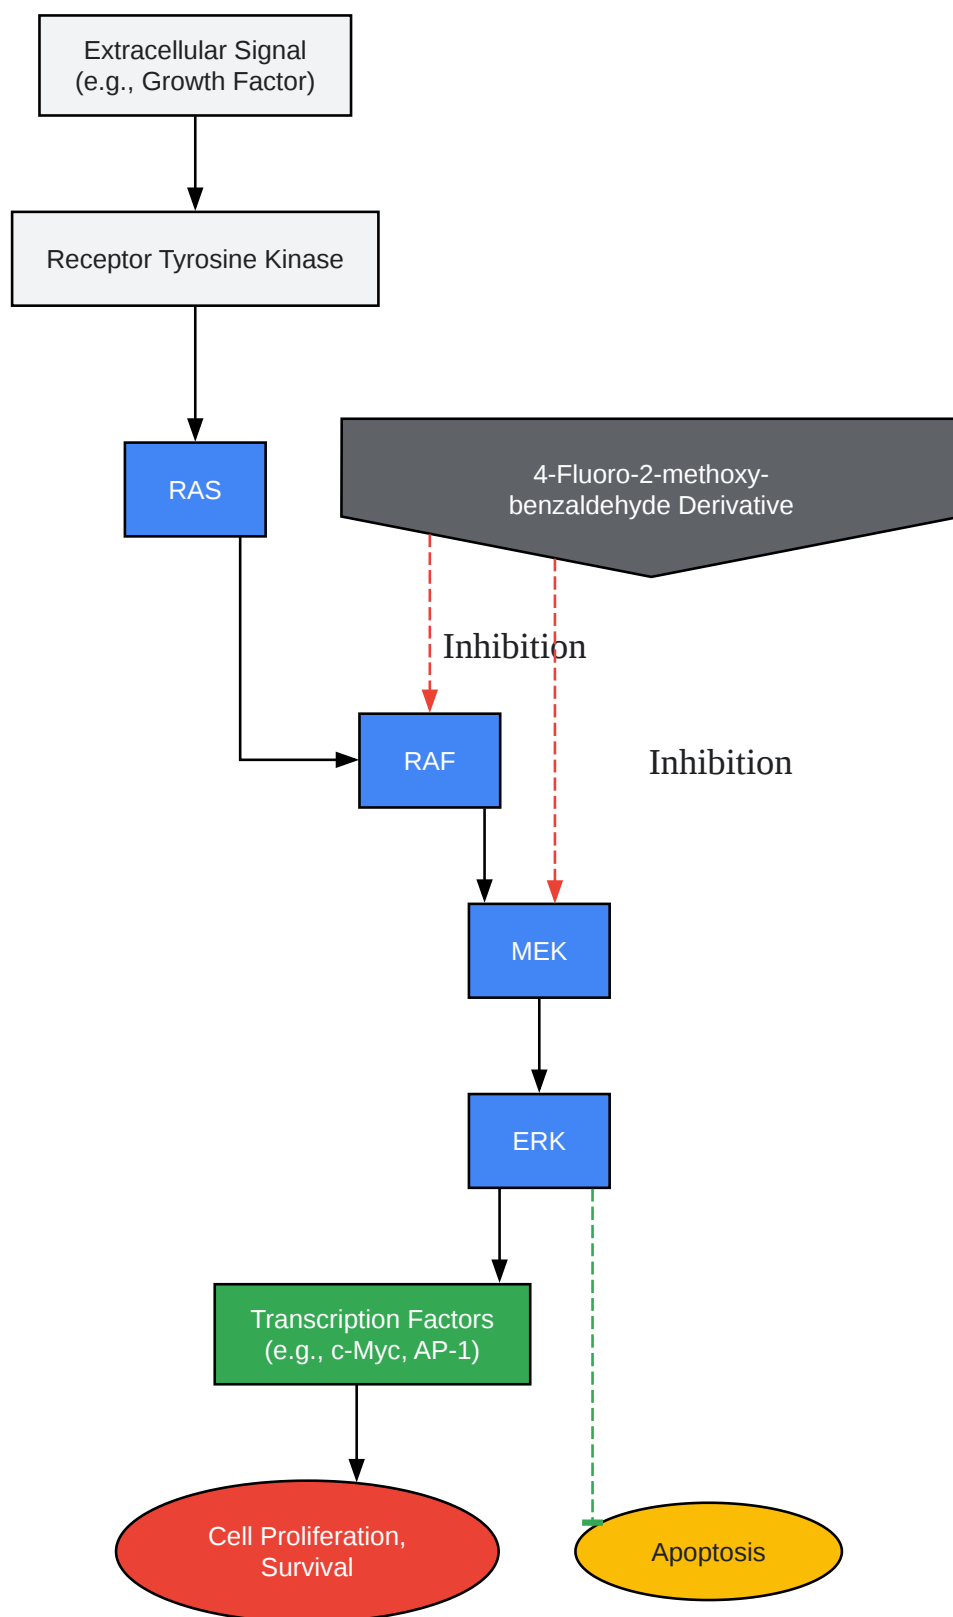 Extracellular Signal
(e.g., Growth Factor)
Receptor Tyrosine Kinase
RAS
4-Fluoro-2-methoxy-
benzaldehyde Derivative
Inhibition
Inhibition
RAF
MEK
ERK
Transcription Factors
(e.g., c-Myc, AP-1)
Cell Proliferation,
Survival
Apoptosis